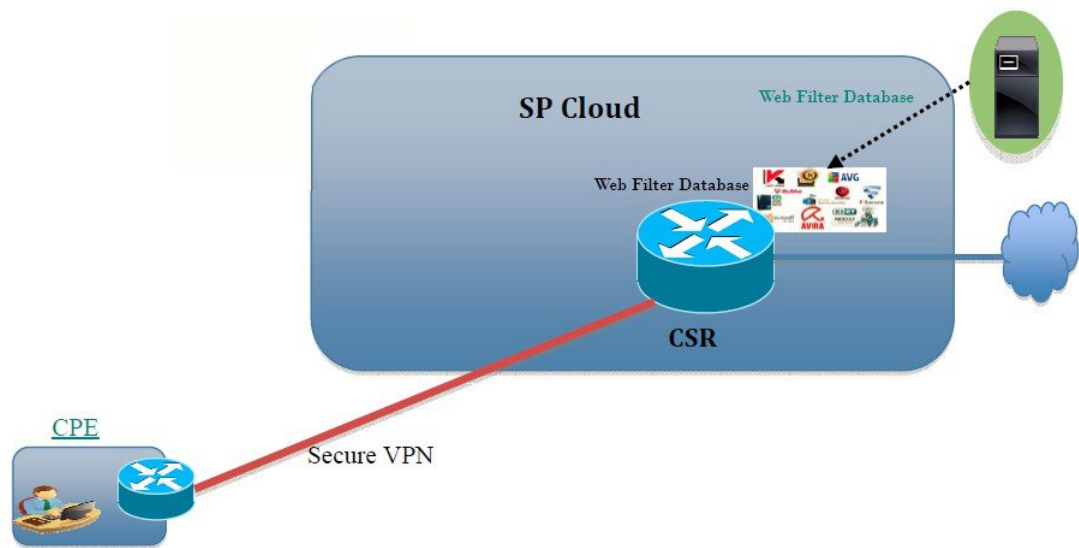 Web Filter Database
SP Cloud
Web Filter Database
AVG
AVIRA
CSR
CPE
Secure VPN